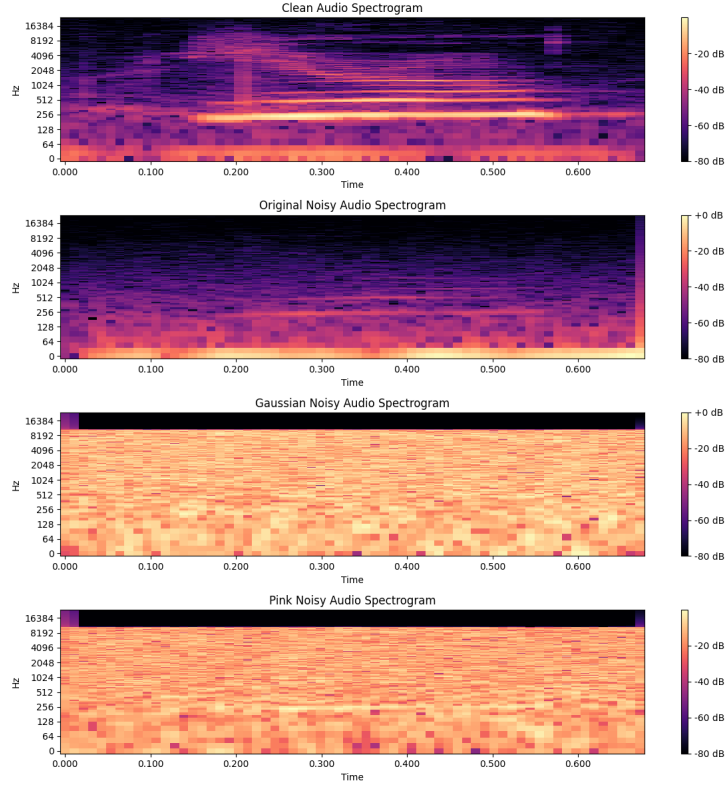 Clean Audio Spectrogram
16384
8192
4096
2048
1024
512
256
128
64
0
Hz
0.000 0.100 0.200 0.300 0.400 0.500 0.600
Time
-20 dB
-40 dB
-60 dB
-80 dB
Original Noisy Audio Spectrogram
16384
8192
4096
2048
1024
512
256
128
64
0
Hz
0.000 0.100 0.200 0.300 0.400 0.500 0.600
Time
+0 dB
-20 dB
-40 dB
-60 dB
-80 dB
Gaussian Noisy Audio Spectrogram
16384
8192
4096
2048
1024
512
256
128
64
0
Hz
0.000 0.100 0.200 0.300 0.400 0.500 0.600
Time
+0 dB
-20 dB
-40 dB
-60 dB
-80 dB
Pink Noisy Audio Spectrogram
16384
8192
4096
2048
1024
512
256
128
64
0
Hz
0.000 0.100 0.200 0.300 0.400 0.500 0.600
Time
-20 dB
-40 dB
-60 dB
-80 dB